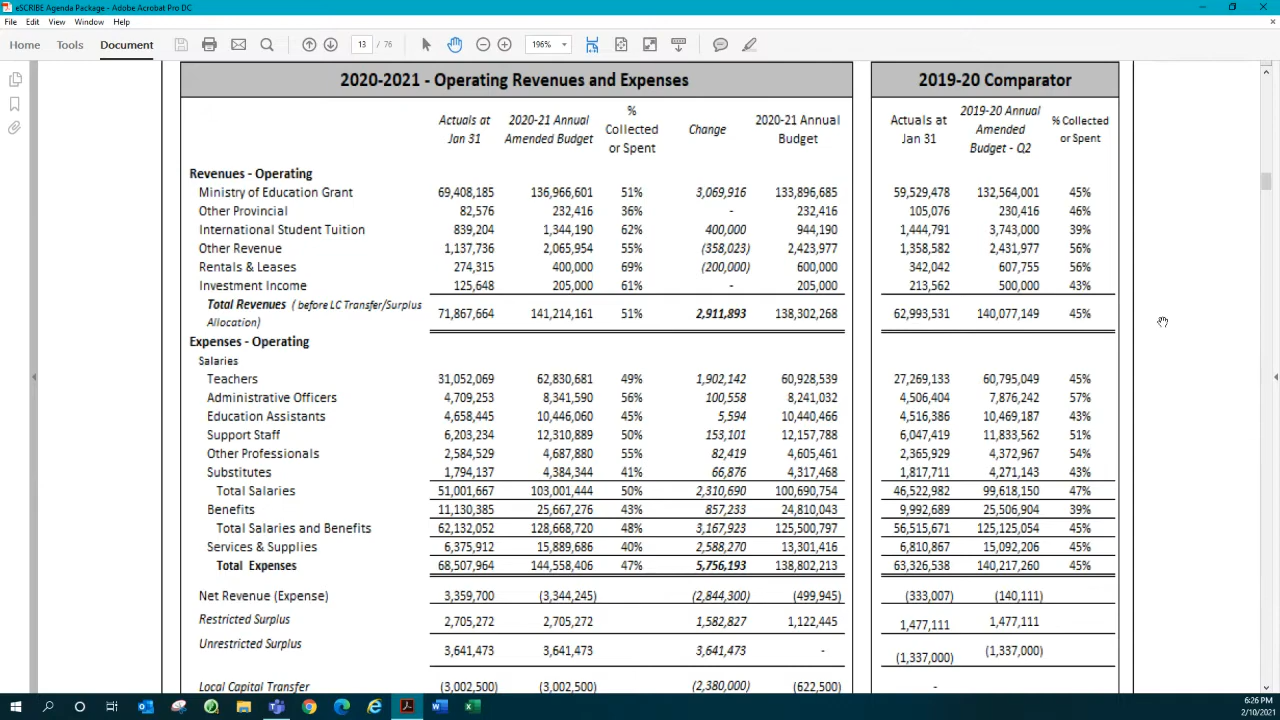 eSCRIBE Agenda Package - Adobe Acrobat Pro DC
File Edit View Window Help
Home Tools Document 13 / 76 196%
2020-2021 - Operating Revenues and Expenses 2019-20 Comparator
Actuals at Jan 31 2020-21 Annual Amended Budget % Collected or Spent Change 2020-21 Annual Budget Actuals at Jan 31 2019-20 Annual Amended Budget - Q2 % Collected or Spent
Revenues - Operating
Ministry of Education Grant 69,408,185 136,966,601 51% 3,069,916 133,896,685 59,529,478 132,564,001 45%
Other Provincial 82,576 232,416 36% - 232,416 105,076 230,416 46%
International Student Tuition 839,204 1,344,190 62% 400,000 944,190 1,444,791 3,743,000 39%
Other Revenue 1,137,736 2,065,954 55% (358,023) 2,423,977 1,358,582 2,431,977 56%
Rentals & Leases 274,315 400,000 69% (200,000) 600,000 342,042 607,755 56%
Investment Income 125,648 205,000 61% - 205,000 213,562 500,000 43%
Total Revenues ( before LC Transfer/Surplus
Allocation) 71,867,664 141,214,161 51% 2,911,893 138,302,268 62,993,531 140,077,149 45%
Expenses - Operating
Salaries
Teachers 31,052,069 62,830,681 49% 1,902,142 60,928,539 27,269,133 60,795,049 45%
Administrative Officers 4,709,253 8,341,590 56% 100,558 8,241,032 4,506,404 7,876,242 57%
Education Assistants 4,658,445 10,446,060 45% 5,594 10,440,466 4,516,386 10,469,187 43%
Support Staff 6,203,234 12,310,889 50% 153,101 12,157,788 6,047,419 11,833,562 51%
Other Professionals 2,584,529 4,687,880 55% 82,419 4,605,461 2,365,929 4,372,967 54%
Substitutes 1,794,137 4,384,344 41% 66,876 4,317,468 1,817,711 4,271,143 43%
Total Salaries 51,001,667 103,001,444 50% 2,310,690 100,690,754 46,522,982 99,618,150 47%
Benefits 11,130,385 25,667,276 43% 857,233 24,810,043 9,992,689 25,506,904 39%
Total Salaries and Benefits 62,132,052 128,668,720 48% 3,167,923 125,500,797 56,515,671 125,125,054 45%
Services & Supplies 6,375,912 15,889,686 40% 2,588,270 13,301,416 6,810,867 15,092,206 45%
Total Expenses 68,507,964 144,558,406 47% 5,756,193 138,802,213 63,326,538 140,217,260 45%
Net Revenue (Expense) 3,359,700 (3,344,245) (2,844,300) (499,945) (333,007) (140,111)
Restricted Surplus 2,705,272 2,705,272 1,582,827 1,122,445 1,477,111 1,477,111
Unrestricted Surplus 3,641,473 3,641,473 3,641,473 - (1,337,000) (1,337,000)
Local Capital Transfer (3,002,500) (3,002,500) (2,380,000) (622,500) -
6:26 PM
2/10/2021